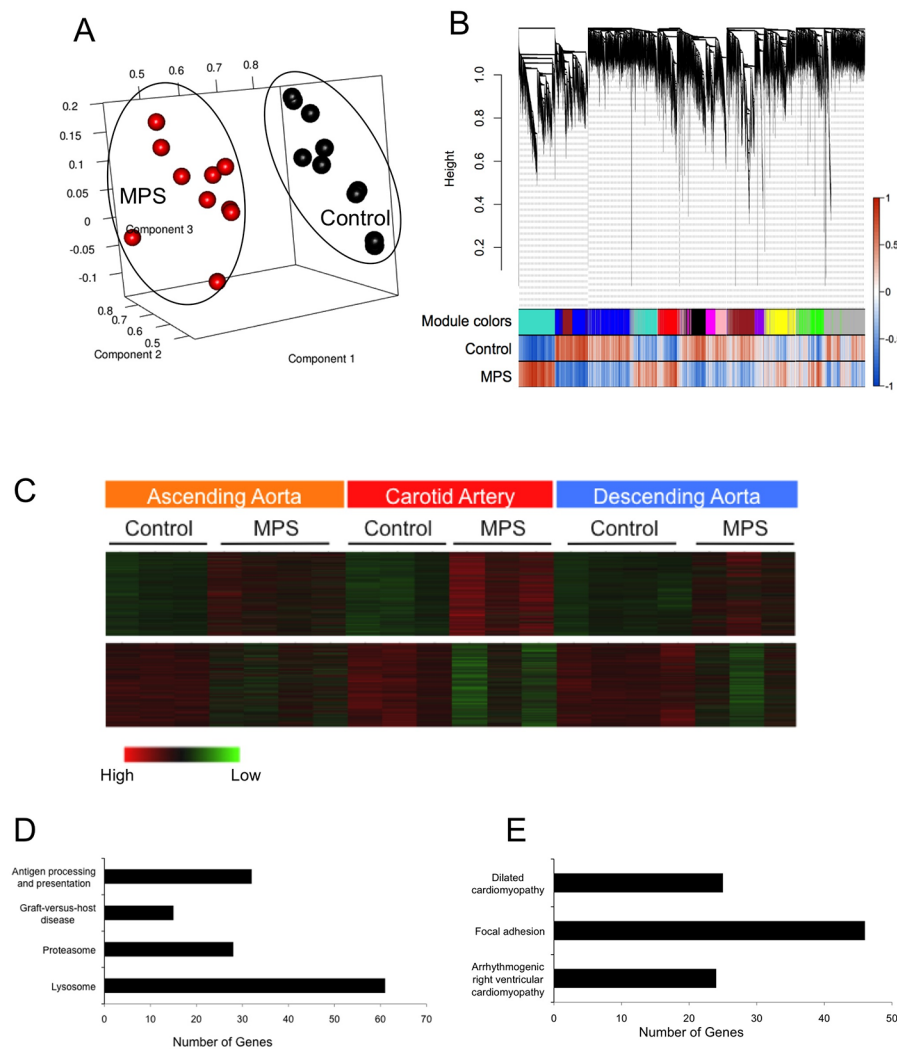 A
0.5 0.6 0.7 0.8
0.2
0.15
0.1
0.05
0
-0.05
-0.1
MPS
Control
Component 3
0.8
0.7
0.6
0.5
Component 2
Component 1
B
Height
1.0
0.8
0.6
0.4
0.2
1
0.5
0
-0.5
-1
Module colors
Control
MPS
C
Ascending Aorta Carotid Artery Descending Aorta
Control MPS Control MPS Control MPS
High Low
D
Antigen processing
and presentation
Graft-versus-host
disease
Proteasome
Lysosome
0 10 20 30 40 50 60 70
Number of Genes
E
Dilated
cardiomyopathy
Focal adhesion
Arrhythmogenic
right ventricular
cardiomyopathy
0 10 20 30 40 50
Number of Genes